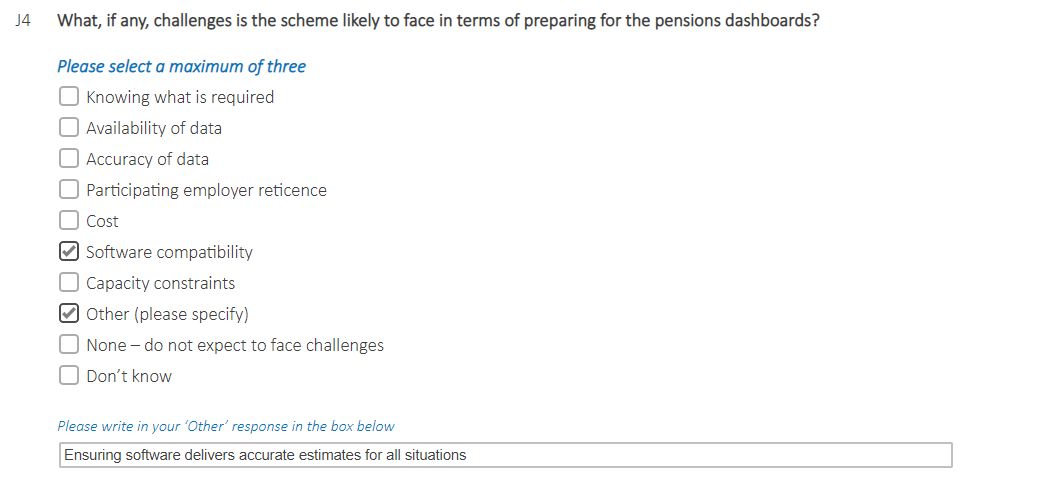 J4 What, if any, challenges is the scheme likely to face in terms of preparing for the pensions dashboards?
Please select a maximum of three
Knowing what is required
Availability of data
Accuracy of data
Participating employer reticence
Cost
Software compatibility
Capacity constraints
Other (please specify)
None – do not expect to face challenges
Don’t know
Please write in your ‘Other’ response in the box below
Ensuring software delivers accurate estimates for all situations